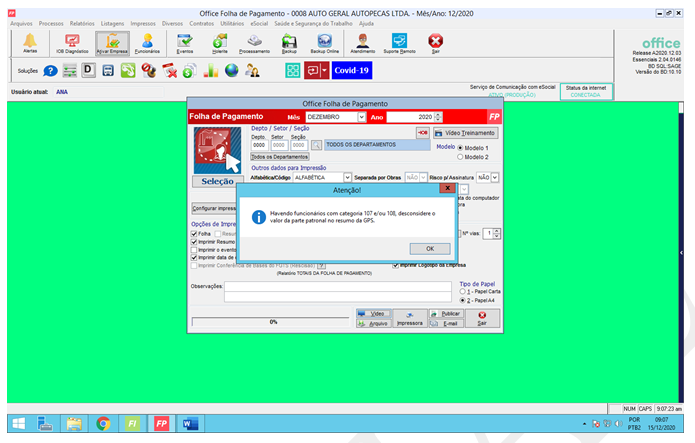 Office Folha de Pagamento - 0008 AUTO GERAL AUTOPECAS LTDA. - Mês/Ano: 12/2020
Arquivos Processos Relatórios Listagens Impressos Diversos Contratos Utilitários eSocial Saúde e Segurança do Trabalho Ajuda
Alertas IOB Diagnóstico Ativar Empresa Funcionários Eventos Holerite Processamento Backup Backup Online Atendimento Suporte Remoto Sair
office
Release A2020.12.03
Essenciais 2.04.0146
BD SQL SAGE
Versão do BD:10.10
Soluções Covid-19
Usuário atual: ANA
Serviço de Comunicação com eSocial
ATIVO (PRODUÇÃO)
Status da internet
CONECTADA
Office Folha de Pagamento
Folha de Pagamento Mês DEZEMBRO Ano 2020 FP
Depto / Setor / Seção
Depto. Setor Seção
0000 0000 0000 TODOS OS DEPARTAMENTOS
Todos os Departamentos
Vídeo Treinamento
Modelo Modelo 1
Modelo 2
Outros dados para Impressão
Alfabética/Código ALFABÉTICA Separada por Obras NÃO Risco p/Assinatura NÃO
Seleção
Atenção!
Havendo funcionários com categoria 107 e/ou 108, desconsidere o
valor da parte patronal no resumo da GPS.
OK
ata do computador
Configurar impress
Opções de Impre
Folha Resum
Nº vias: 1
Imprimir Resumo
Imprimir o evento
Imprimir data de
Imprimir Conferência de Bases do FGTS (Rescisão) ?
Imprimir Logotipo da Empresa
(Relatório TOTAIS DA FOLHA DE PAGAMENTO)
Observações:
Tipo de Papel
1 - Papel Carta
2 - Papel A4
0%
Vídeo Impressora Publicar Sair
Arquivo E-mail
NUM CAPS 9:07:23 am
FI FP
POR
PTB2
09:07
15/12/2020